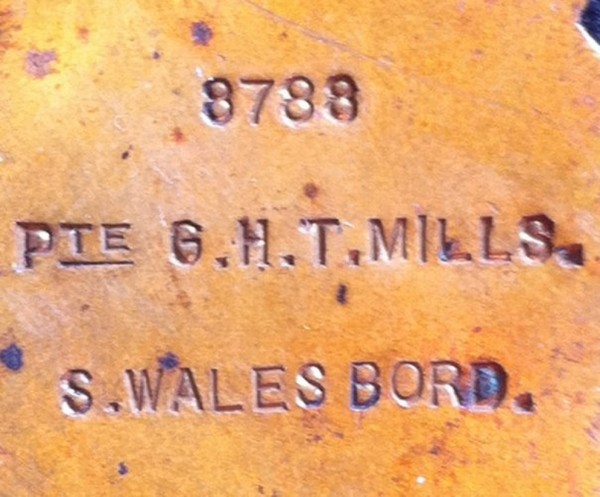 8788
PTE G.H.T.MILLS.
S.WALES BORD.